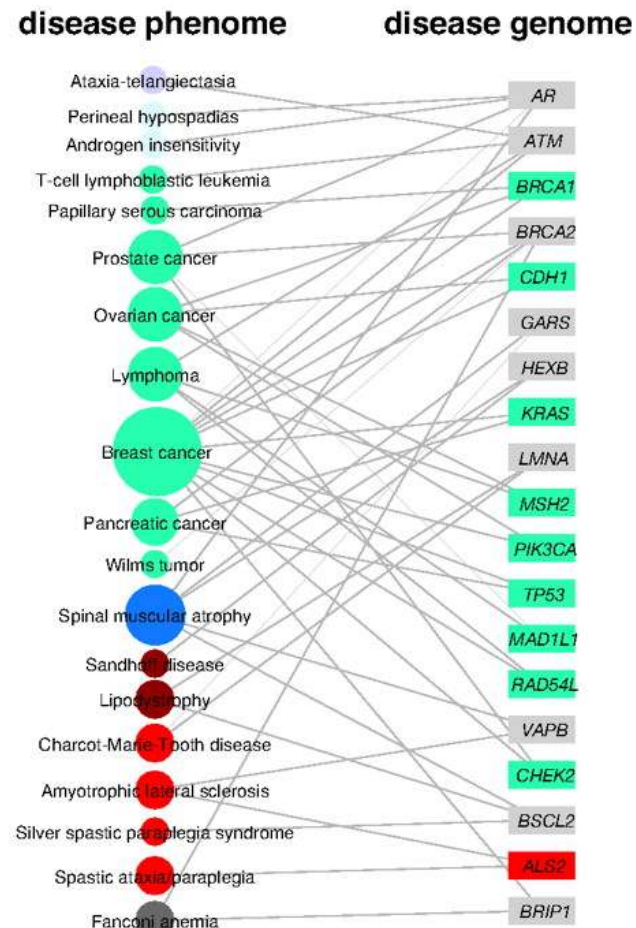 disease phenome
disease genome
Ataxia-telangiectasia
Perineal hypospadias
Androgen insensitivity
T-cell lymphoblastic leukemia
Papillary serous carcinoma
Prostate cancer
Ovarian cancer
Lymphoma
Breast cancer
Pancreatic cancer
Wilms tumor
Spinal muscular atrophy
Sandhoff disease
Lipodystrophy
Charcot-Marie-Tooth disease
Amyotrophic lateral sclerosis
Silver spastic paraplegia syndrome
Spastic ataxia/paraplegia
Fanconi anemia
AR
ATM
BRCA1
BRCA2
CDH1
GARS
HEXB
KRAS
LMNA
MSH2
PIK3CA
TP53
MAD1L1
RAD54L
VAPB
CHEK2
BSCL2
ALS2
BRIP1